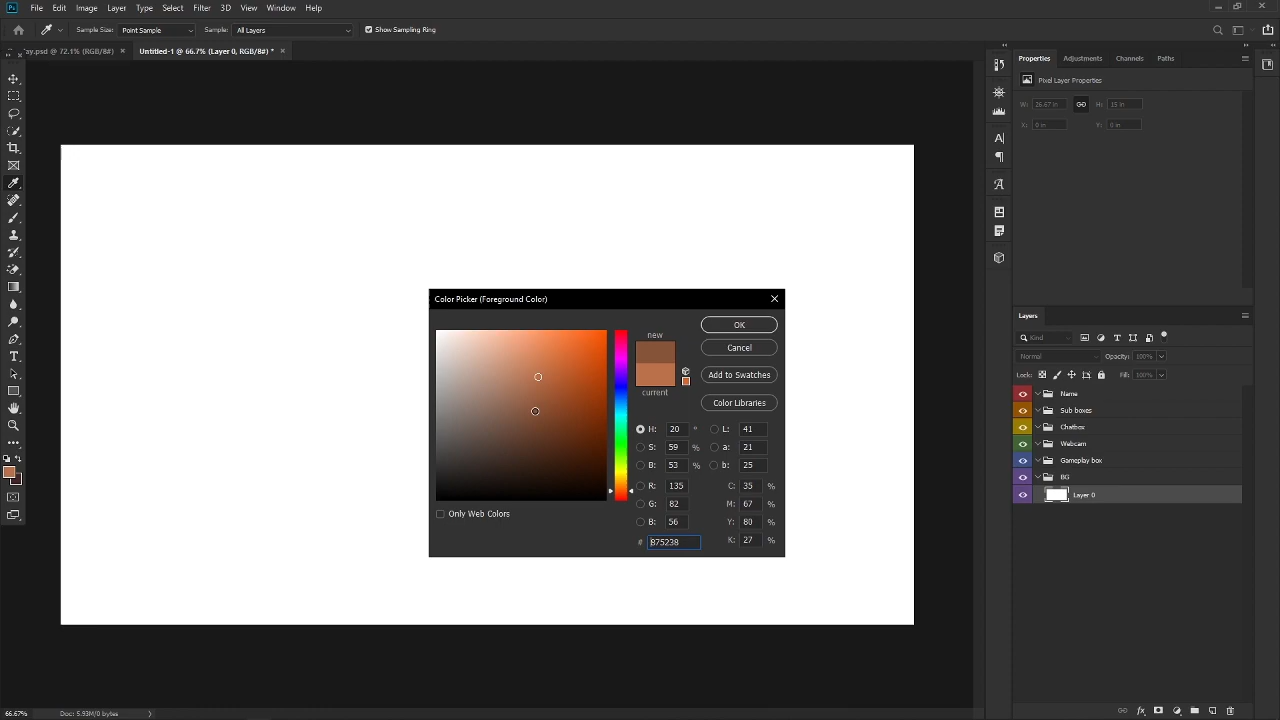 Ps File Edit Image Layer Type Select Filter 3D View Window Help
Sample Size: Point Sample Sample: All Layers Show Sampling Ring
ay.psd @ 72.1% (RGB/8#) × Untitled-1 @ 66.7% (Layer 0, RGB/8#) * ×
Properties Adjustments Channels Paths
Pixel Layer Properties
W: 26.67 in H: 15 in
X: 0 in Y: 0 in
Color Picker (Foreground Color)
new
current
OK
Cancel
Add to Swatches
Color Libraries
H: 20 ° L: 41
S: 59 % a: 21
B: 53 % b: 25
R: 135 C: 35 %
G: 82 M: 67 %
B: 56 Y: 80 %
# 875238 K: 27 %
Only Web Colors
Layers
Kind
Normal Opacity: 100%
Lock: Fill: 100%
Name
Sub boxes
Chatbox
Webcam
Gameplay box
BG
Layer 0
66.67% Doc: 5.93M/0 bytes